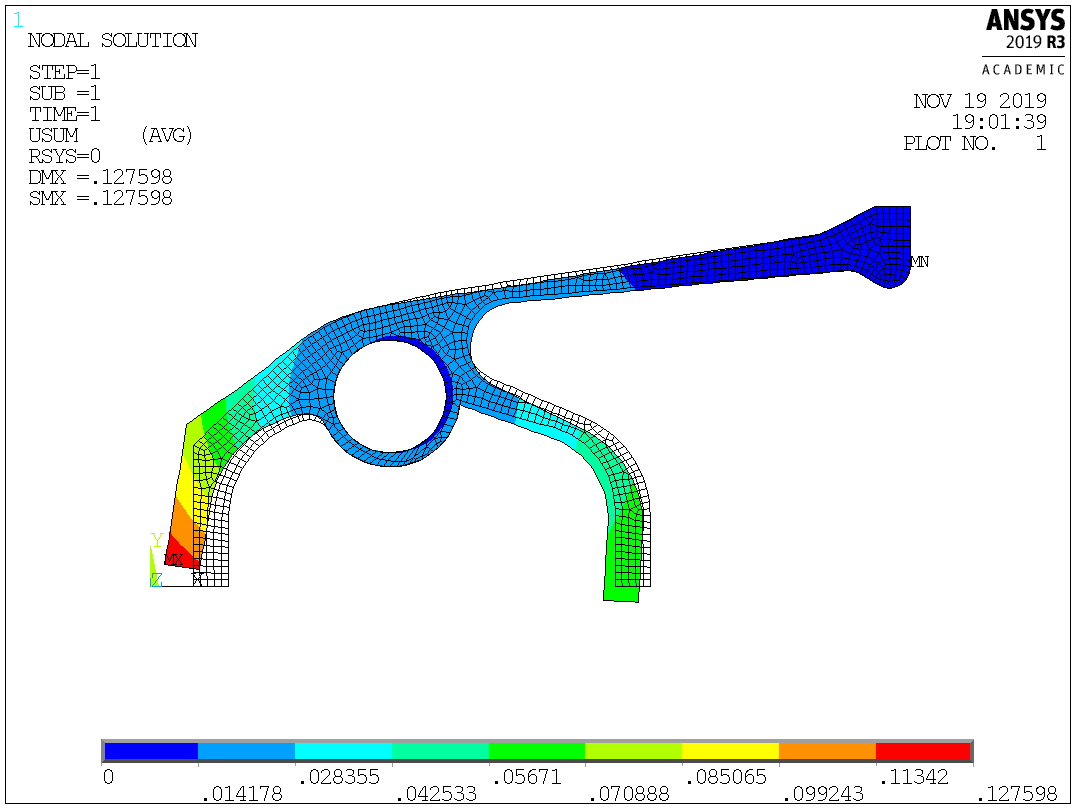 1
NODAL SOLUTION
STEP=1
SUB =1
TIME=1
USUM (AVG)
RSYS=0
DMX =.127598
SMX =.127598
ANSYS
2019 R3
ACADEMIC
NOV 19 2019
19:01:39
PLOT NO. 1
MN
Y
MX
Z X
0 .028355 .05671 .085065 .11342
.014178 .042533 .070888 .099243 .127598